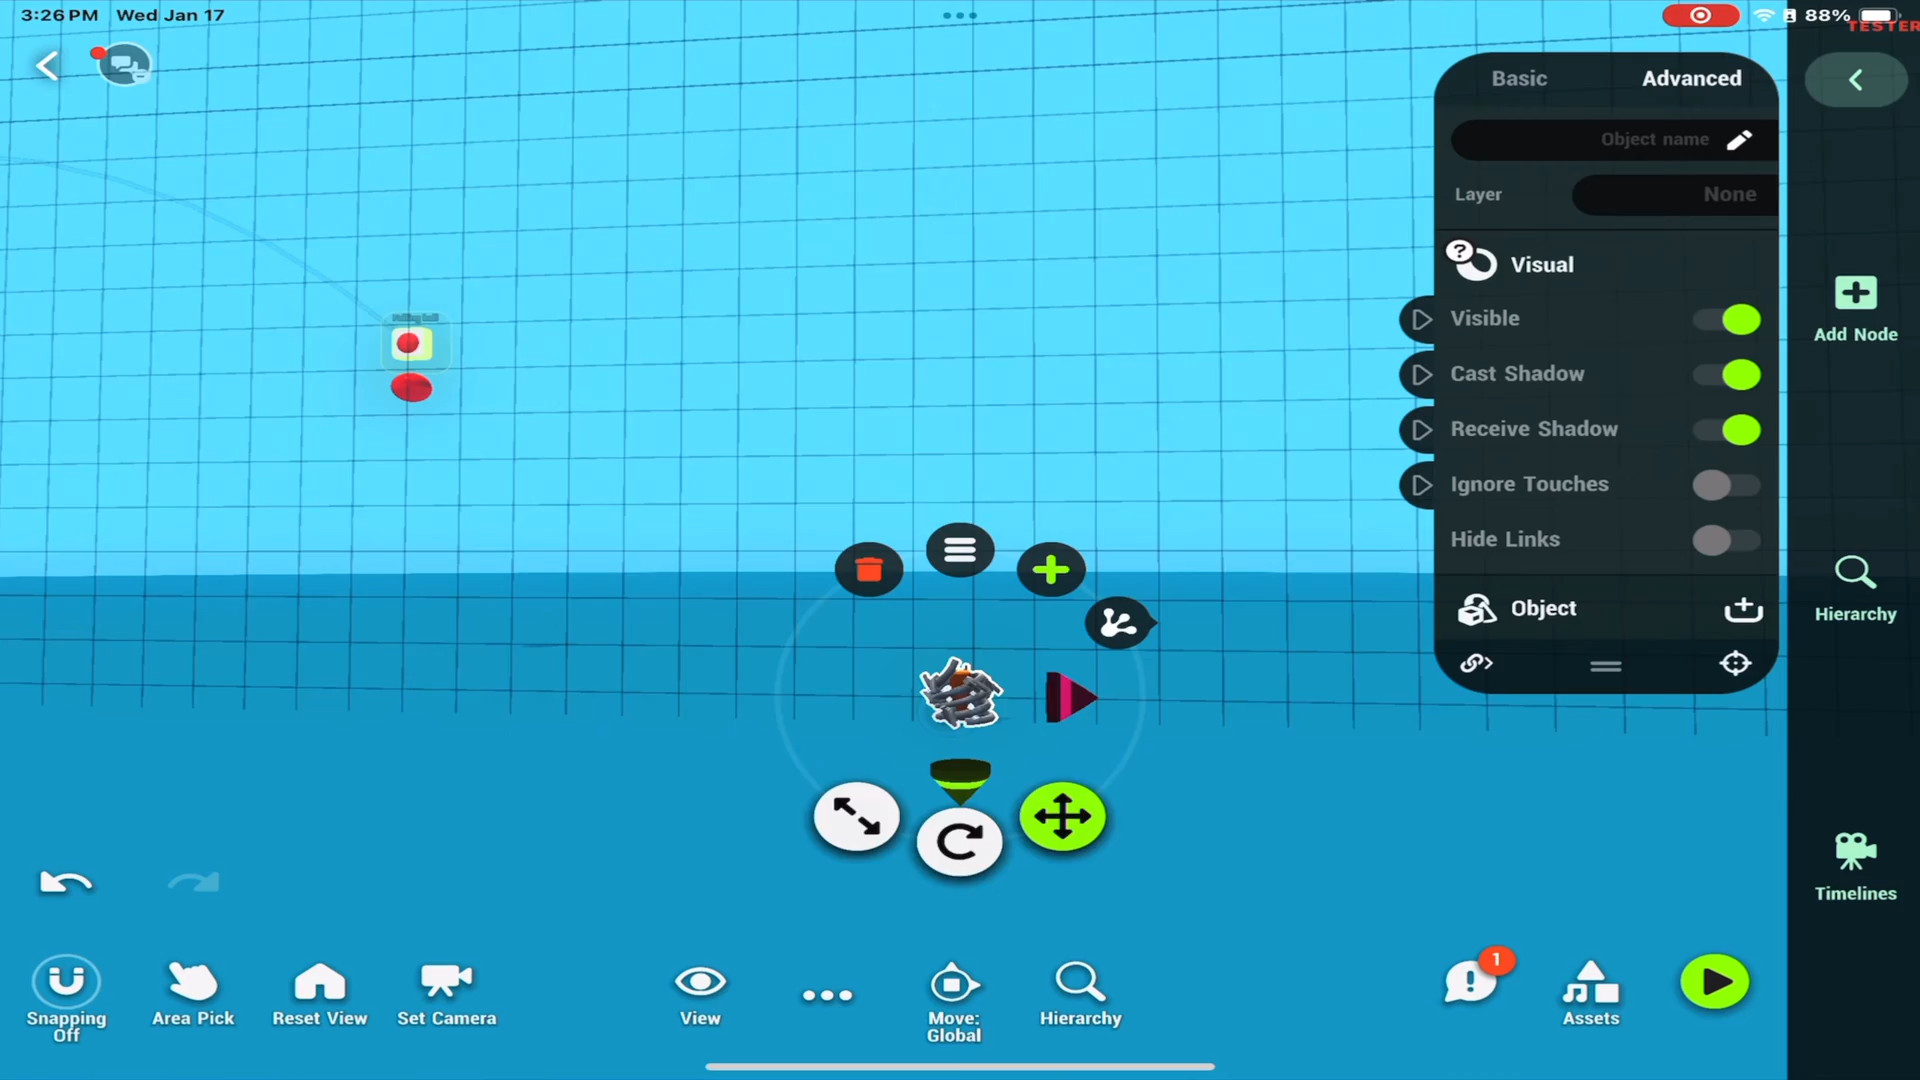 3:26 PM Wed Jan 17
88%
TESTER
Basic Advanced
Object name
Layer None
? Visual
Visible
Cast Shadow
Receive Shadow
Ignore Touches
Hide Links
Object
Add Node
Hierarchy
Timelines
Snapping
Off
Area Pick
Reset View
Set Camera
View
Move:
Global
Hierarchy
1
Assets